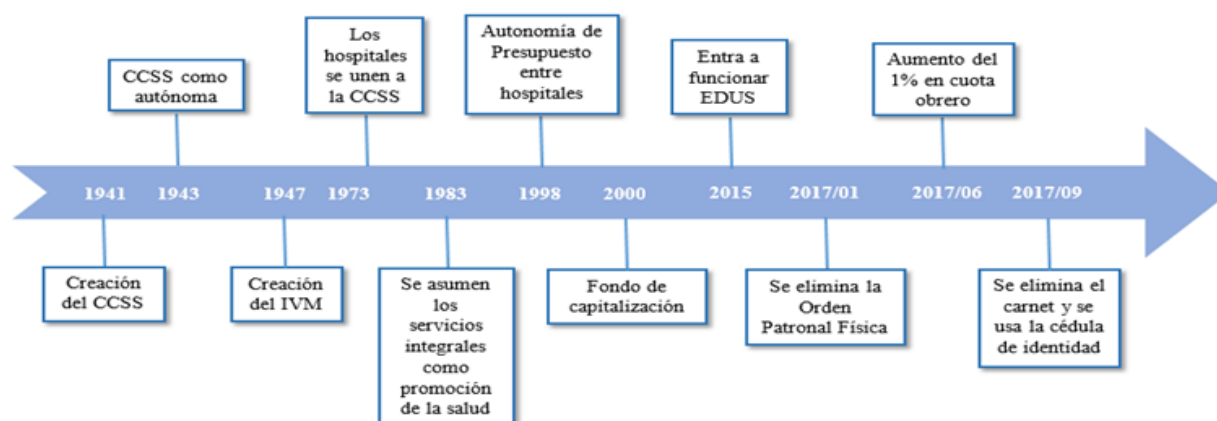 CCSS como
autónoma
Los
hospitales
se unen a
la CCSS
Autonomía de
Presupuesto
entre
hospitales
Entra a
funcionar
EDUS
Aumento del
1% en cuota
obrero
1941 1943 1947 1973 1983 1998 2000 2015 2017/01 2017/06 2017/09
Creación
del CCSS
Creación
del IVM
Se asumen
los
servicios
integrales
como
promoción
de la salud
Fondo de
capitalización
Se elimina la
Orden
Patronal Física
Se elimina el
carnet y se
usa la cédula
de identidad